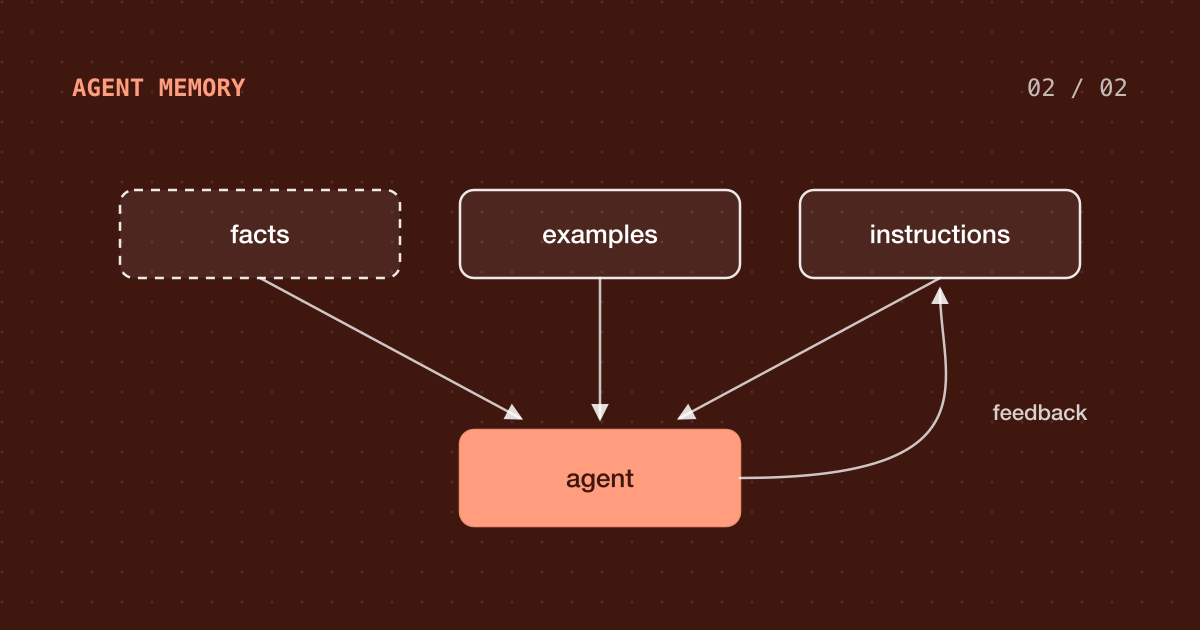 AGENT MEMORY
02 / 02
facts
examples
instructions
feedback
agent